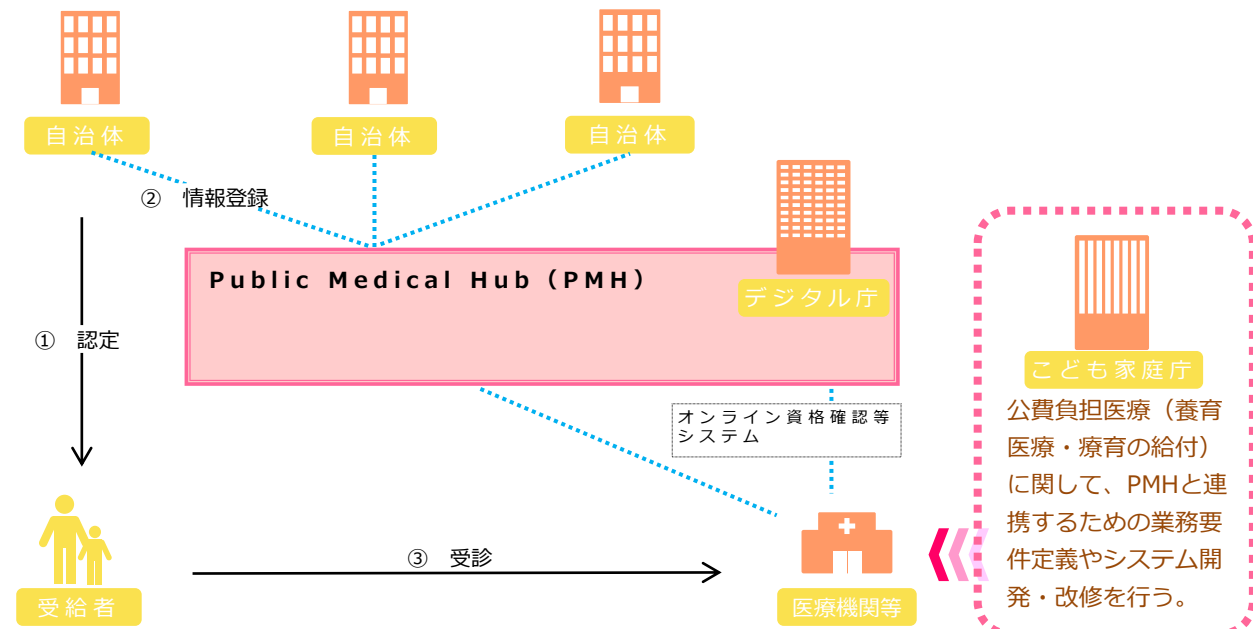 自治体
自治体
自治体
② 情報登録
Public Medical Hub（PMH）
デジタル庁
① 認定
オンライン資格確認等
システム
③ 受診
受給者
医療機関等
こども家庭庁
公費負担医療（養育
医療・療育の給付）
に関して、PMHと連
携するための業務要
件定義やシステム開
発・改修を行う。